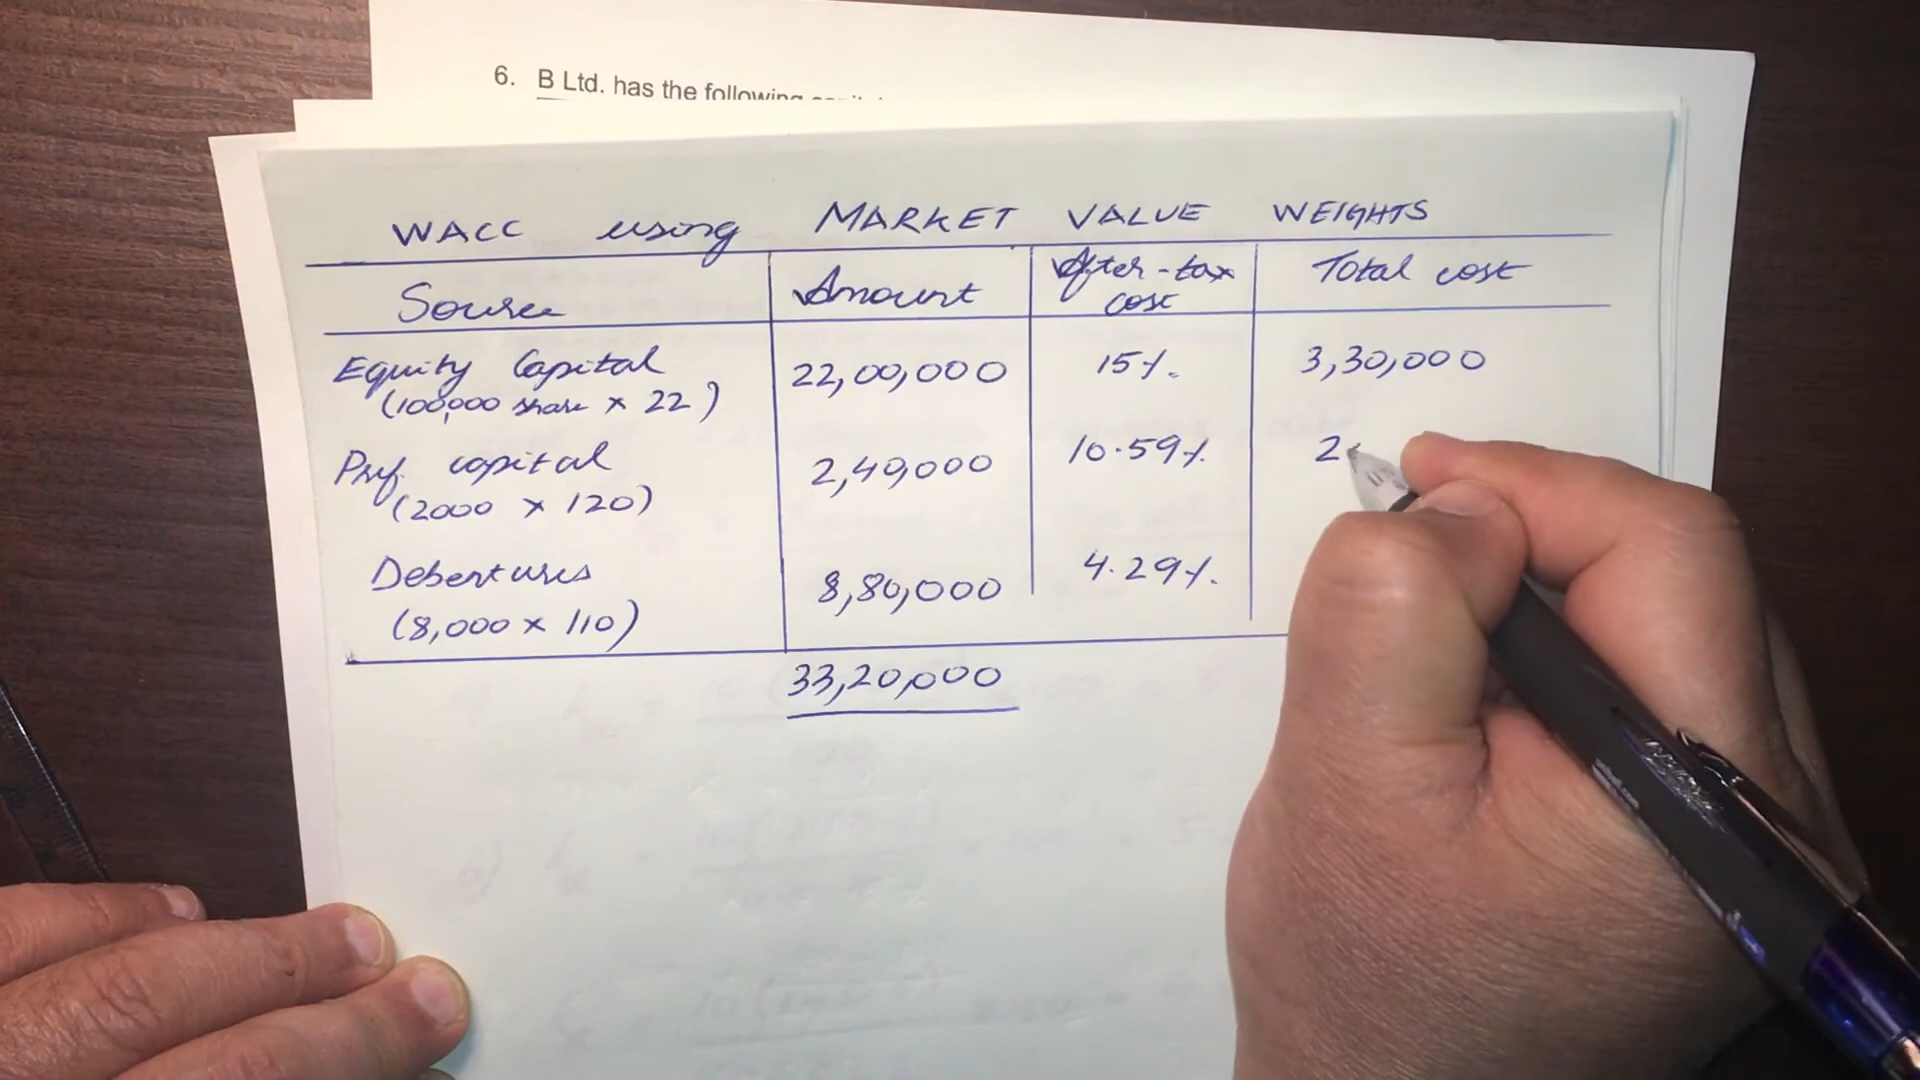 6. B Ltd. has the following
WACC using MARKET VALUE WEIGHTS
Source Amount After-tax cost Total cost
Equity Capital 22,00,000 15%. 3,30,000
(100,000 share × 22)
Pref. capital 2,40,000 10.59%. 2
(2000 × 120)
Debentures 8,80,000 4.29%.
(8,000 × 110)
33,20,000